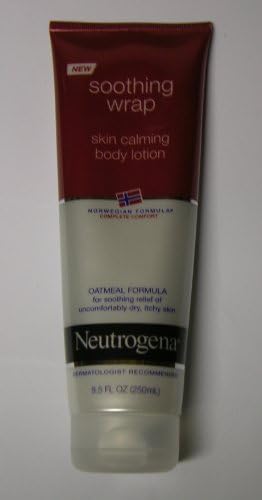 NEW
soothing
wrap
skin calming
body lotion
NORWEGIAN FORMULA®
COMPLETE COMFORT
OATMEAL FORMULA
for soothing relief of
uncomfortably dry, itchy skin
Neutrogena®
DERMATOLOGIST RECOMMENDED
8.5 FL OZ (250mL)